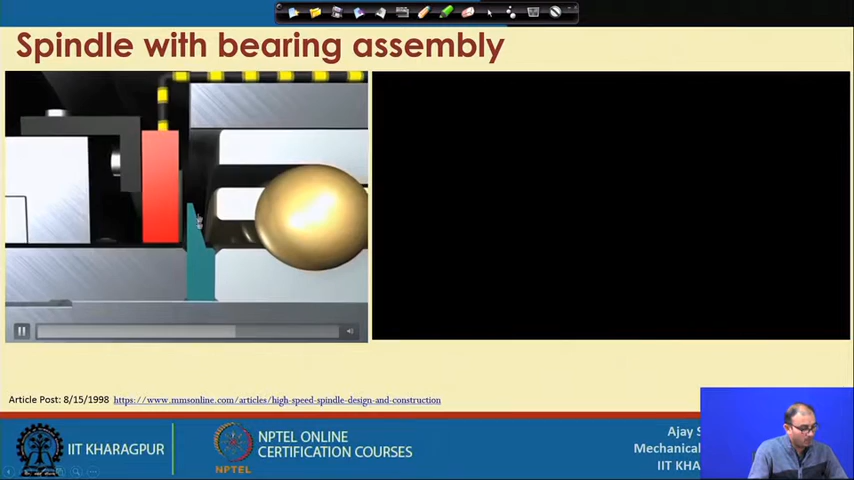 Spindle with bearing assembly
Article Post: 8/15/1998 https://www.mmsonline.com/articles/high-speed-spindle-design-and-construction
IIT KHARAGPUR
NPTEL
NPTEL ONLINE
CERTIFICATION COURSES
Ajay S
Mechanical
IIT KHA